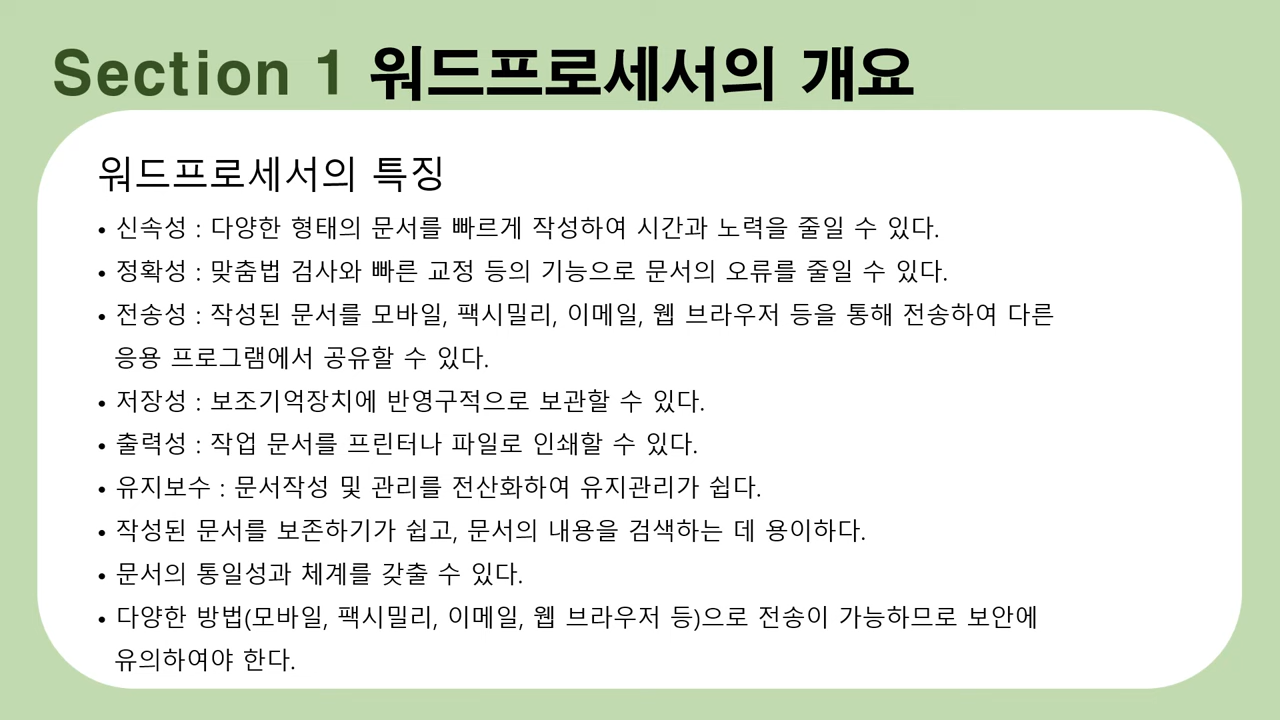 Section 1 워드프로세서의 개요
워드프로세서의 특징
• 신속성 : 다양한 형태의 문서를 빠르게 작성하여 시간과 노력을 줄일 수 있다.
• 정확성 : 맞춤법 검사와 빠른 교정 등의 기능으로 문서의 오류를 줄일 수 있다.
• 전송성 : 작성된 문서를 모바일, 팩시밀리, 이메일, 웹 브라우저 등을 통해 전송하여 다른
응용 프로그램에서 공유할 수 있다.
• 저장성 : 보조기억장치에 반영구적으로 보관할 수 있다.
• 출력성 : 작업 문서를 프린터나 파일로 인쇄할 수 있다.
• 유지보수 : 문서작성 및 관리를 전산화하여 유지관리가 쉽다.
• 작성된 문서를 보존하기가 쉽고, 문서의 내용을 검색하는 데 용이하다.
• 문서의 통일성과 체계를 갖출 수 있다.
• 다양한 방법(모바일, 팩시밀리, 이메일, 웹 브라우저 등)으로 전송이 가능하므로 보안에
유의하여야 한다.